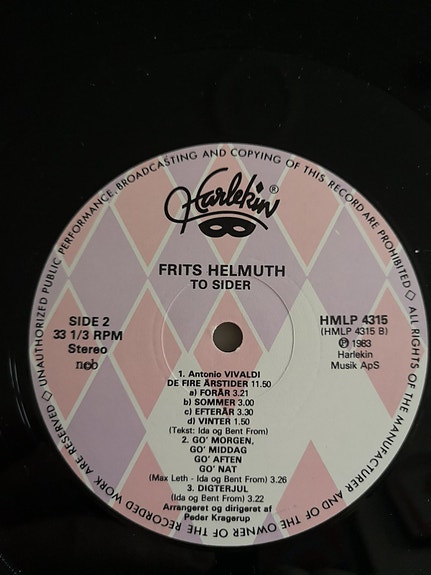 UNAUTHORIZED PUBLIC PERFORMANCE, BROADCASTING AND COPYING OF THIS RECORD ARE PROHIBITED ◇ ALL RIGHTS OF THE MANUFACTURER AND OF THE OWNER OF THE RECORDED WORK ARE RESERVED ◇
Harlekin®
FRITS HELMUTH
TO SIDER
SIDE 2
33 1/3 RPM
Stereo
ncb
HMLP 4315
(HMLP 4315 B)
℗ 1983
Harlekin
Musik ApS
1. Antonio VIVALDI
DE FIRE ÅRSTIDER 11.50
a) FORÅR 3.21
b) SOMMER 3.00
c) EFTERÅR 3.30
d) VINTER 1.50
(Tekst: Ida og Bent From)
2. GO' MORGEN,
GO' MIDDAG
GO' AFTEN
GO' NAT
(Max Leth - Ida og Bent From) 3.26
3. DIGTERJUL
(Ida og Bent From) 3.22
Arrangeret og dirigeret af
Peder Kragerup